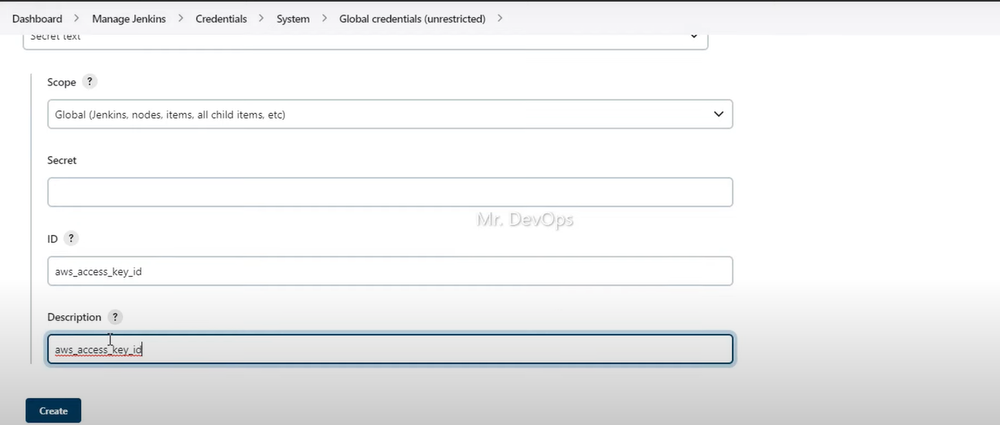 Dashboard > Manage Jenkins > Credentials > System > Global credentials (unrestricted) >
Secret text
Scope ?
Global (Jenkins, nodes, items, all child items, etc)
Secret
Mr. DevOps
ID ?
aws_access_key_id
Description ?
aws_access_key_id
Create